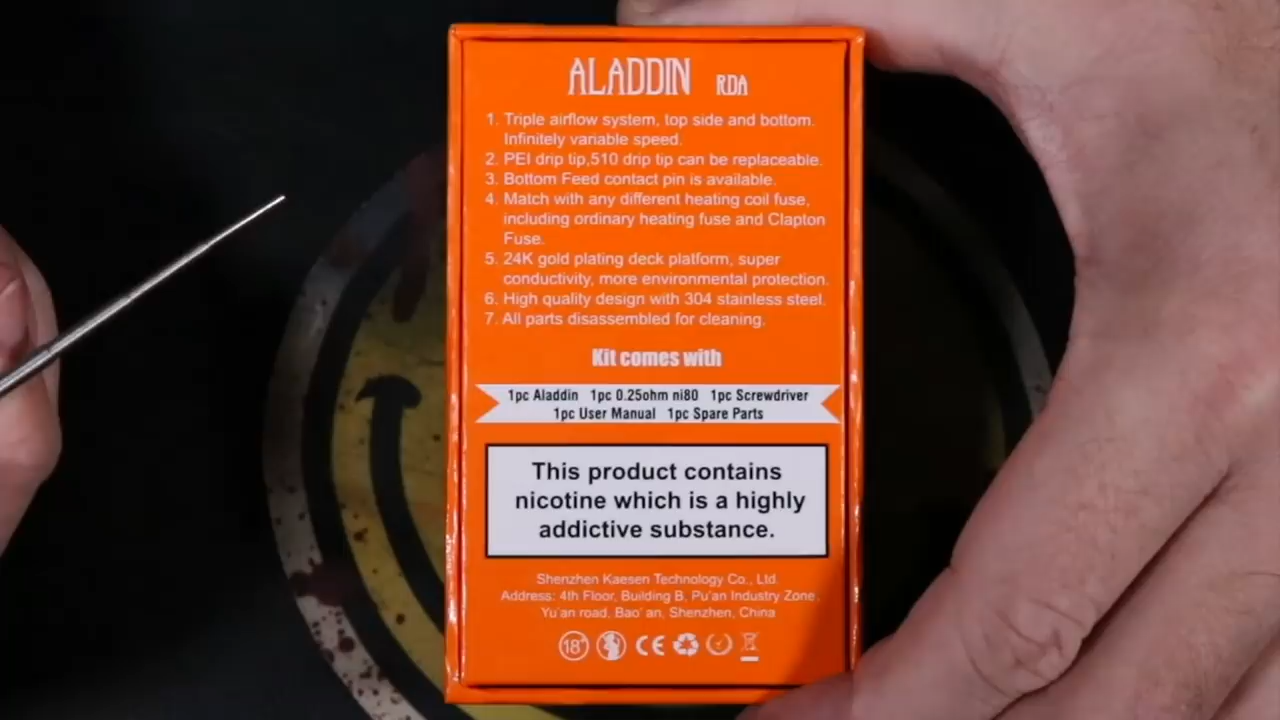 ALADDIN RDA
1. Triple airflow system, top side and bottom.
Infinitely variable speed.
2. PEI drip tip,510 drip tip can be replaceable.
3. Bottom Feed contact pin is available.
4. Match with any different heating coil fuse,
including ordinary heating fuse and Clapton
Fuse.
5. 24K gold plating deck platform, super
conductivity, more environmental protection.
6. High quality design with 304 stainless steel.
7. All parts disassembled for cleaning.
Kit comes with
1pc Aladdin 1pc 0.25ohm ni80 1pc Screwdriver
1pc User Manual 1pc Spare Parts
This product contains
nicotine which is a highly
addictive substance.
Shenzhen Kaesen Technology Co., Ltd.
Address: 4th Floor, Building B, Pu'an Industry Zone,
Yu'an road, Bao' an, Shenzhen, China
18+ CE